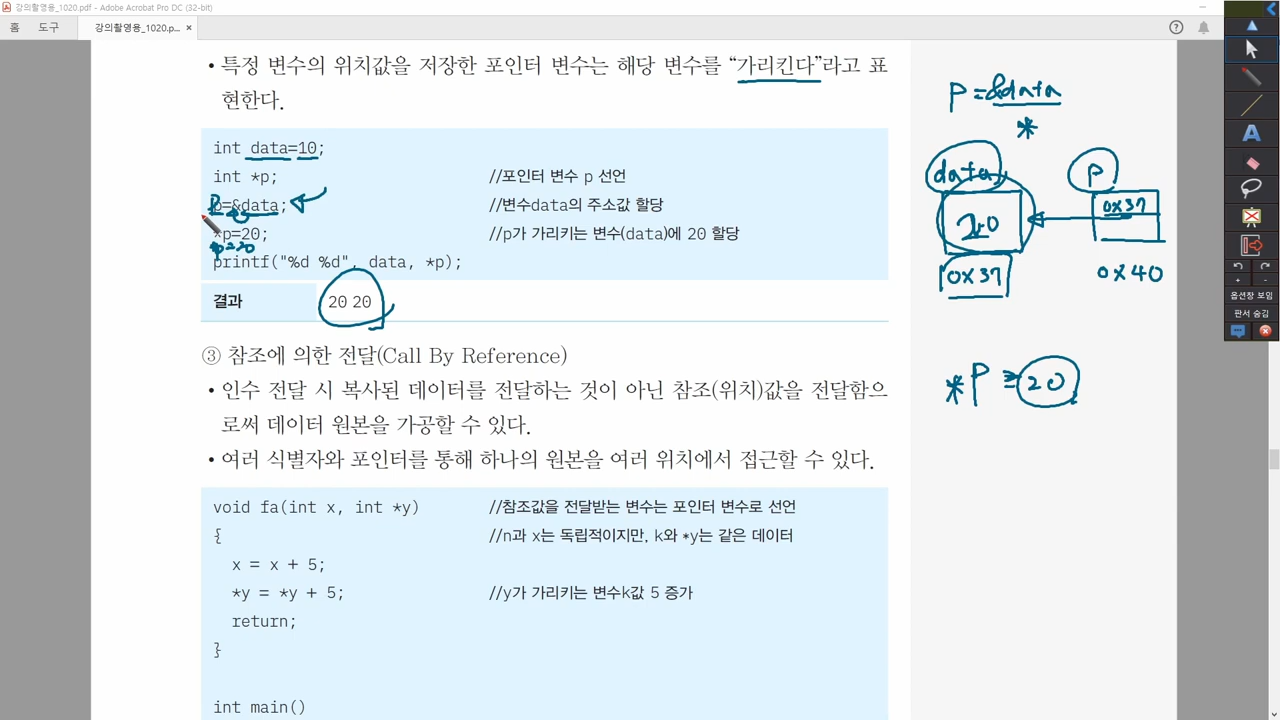 강의촬영용_1020.pdf - Adobe Acrobat Pro DC (32-bit)
홈 도구 강의촬영용_1020.p... ×
• 특정 변수의 위치값을 저장한 포인터 변수는 해당 변수를 “가리킨다”라고 표
현한다.
int data=10;
int *p; //포인터 변수 p 선언
p=&data; //변수data의 주소값 할당
*p=20; //p가 가리키는 변수(data)에 20 할당
printf("%d %d", data, *p);
결과 20 20
③ 참조에 의한 전달(Call By Reference)
• 인수 전달 시 복사된 데이터를 전달하는 것이 아닌 참조(위치)값을 전달함으
로써 데이터 원본을 가공할 수 있다.
• 여러 식별자와 포인터를 통해 하나의 원본을 여러 위치에서 접근할 수 있다.
void fa(int x, int *y) //참조값을 전달받는 변수는 포인터 변수로 선언
{ //n과 x는 독립적이지만, k와 *y는 같은 데이터
x = x + 5;
*y = *y + 5; //y가 가리키는 변수k값 5 증가
return;
}
int main()
P = &data
*
data P
20 0x37
0x37 0x40
*P = 20
옵션장 보임
판서 숨김